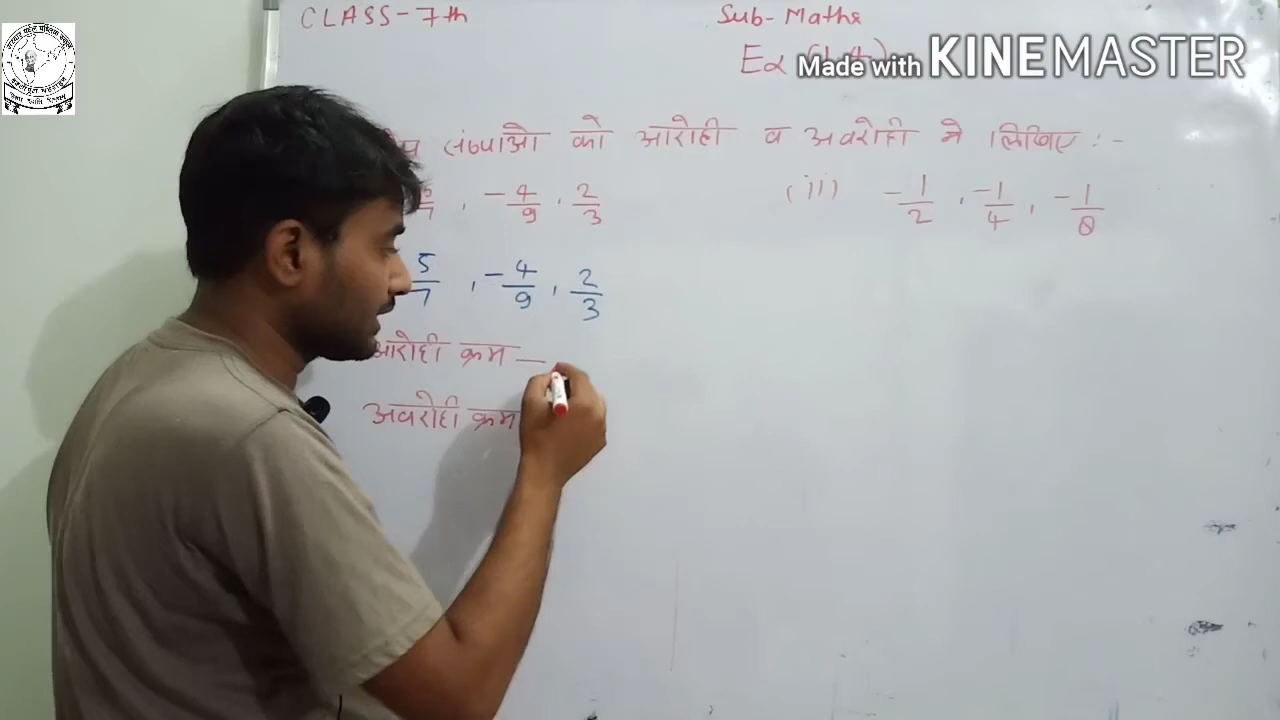 CLASS-7th Sub-Maths
Made with KINEMASTER
संख्याओ को आरोही व अवरोही मे लिखिए :-
-4/9 , 2/3 (ii) -1/2 , -1/4 , -1/8
5/7 , -4/9 , 2/3
आरोही क्रम —
अवरोही क्रम